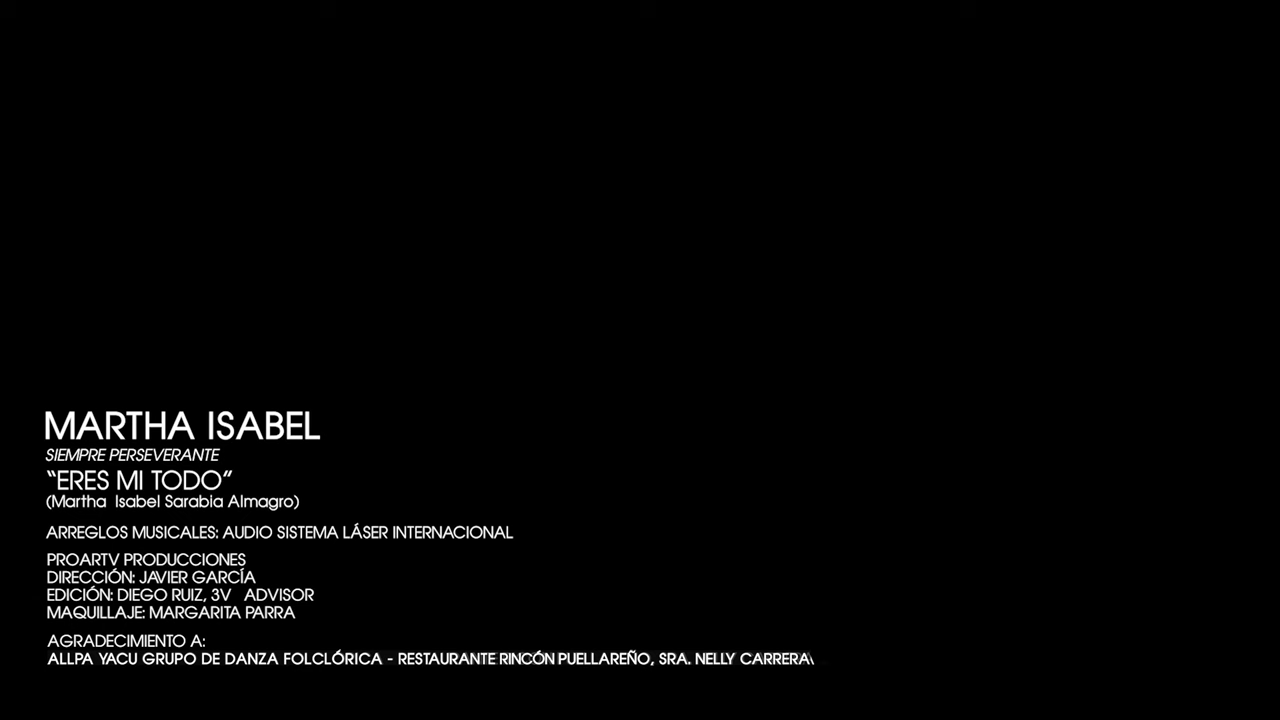 MARTHA ISABEL
SIEMPRE PERSEVERANTE
“ERES MI TODO”
(Martha Isabel Sarabia Almagro)
ARREGLOS MUSICALES: AUDIO SISTEMA LÁSER INTERNACIONAL
PROARTV PRODUCCIONES
DIRECCIÓN: JAVIER GARCÍA
EDICIÓN: DIEGO RUIZ, 3V ADVISOR
MAQUILLAJE: MARGARITA PARRA
AGRADECIMIENTO A:
ALLPA YACU GRUPO DE DANZA FOLCLÓRICA - RESTAURANTE RINCÓN PUELLAREÑO, SRA. NELLY CARRERA\